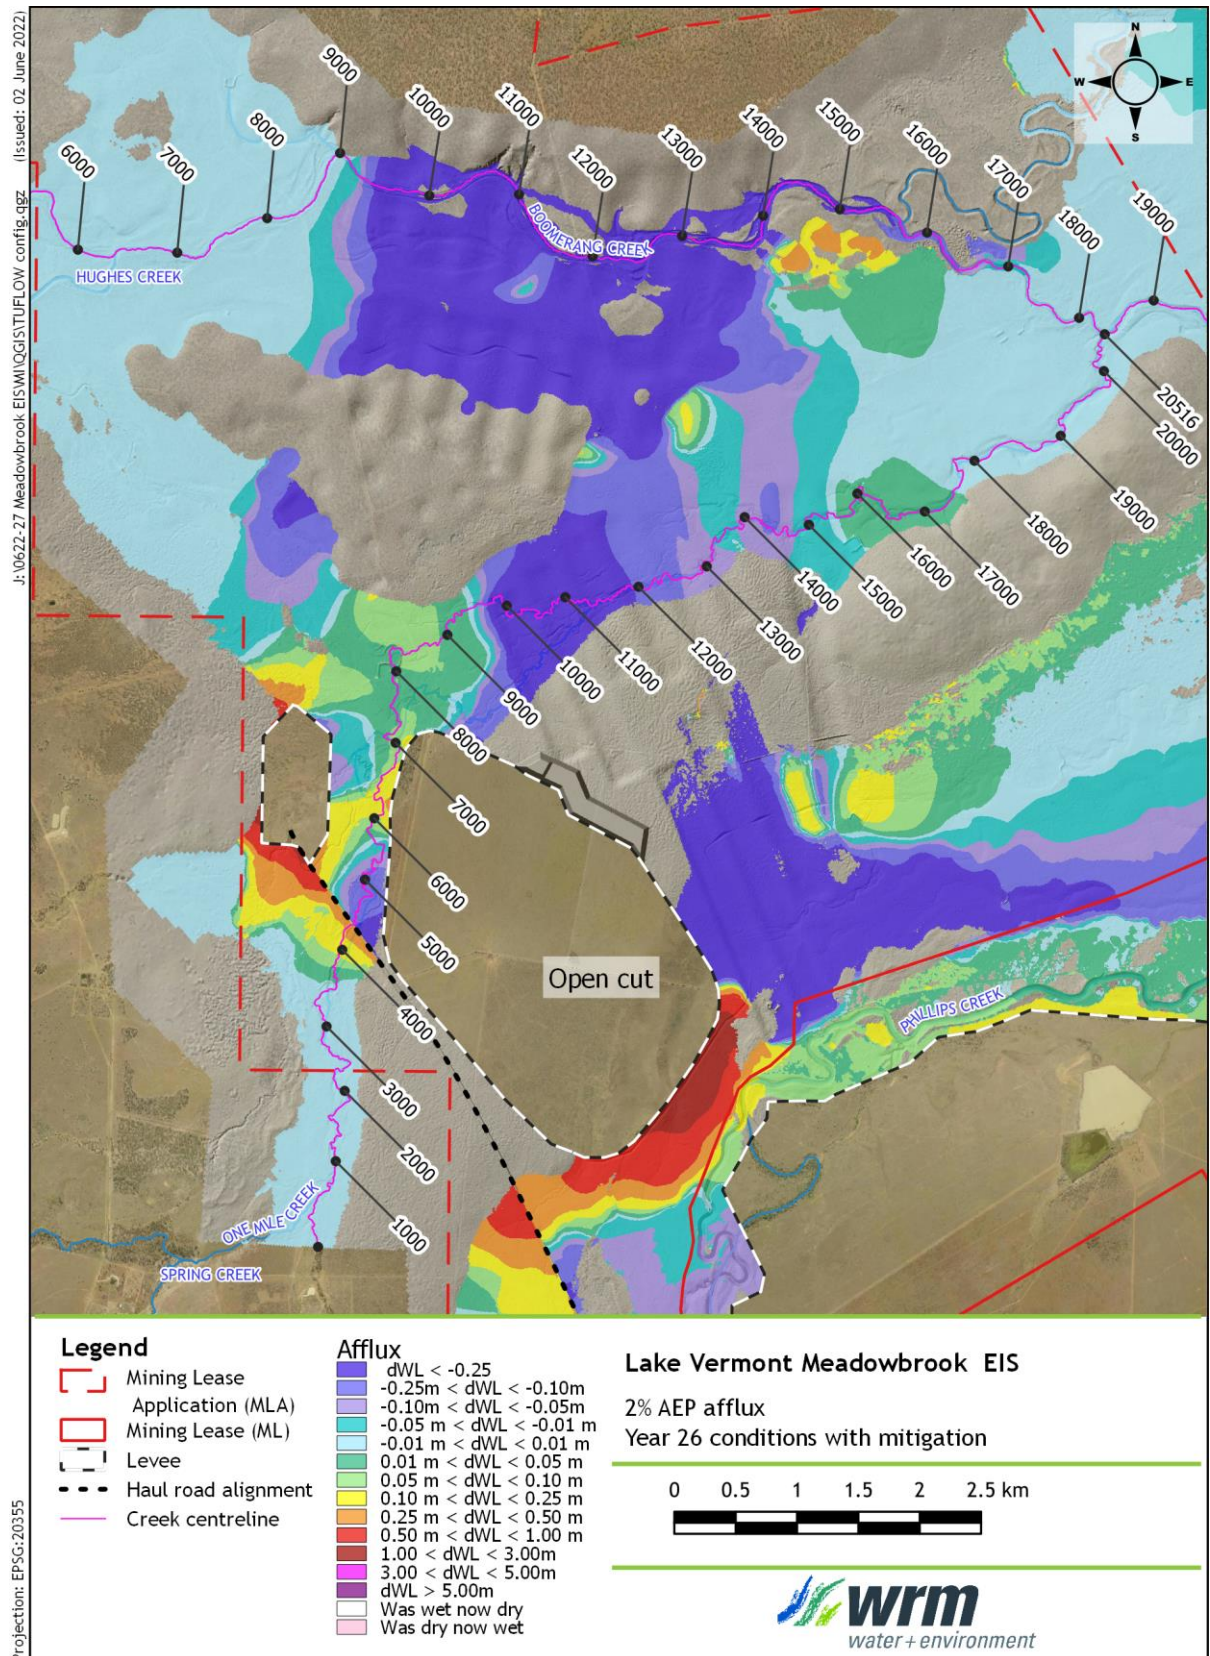 J:\0622-27 Meadowbrook EIS\WI\QGIS\TUFLOW config.qgz (Issued: 02 June 2022)
Projection: EPSG:20355
N
W E
S
9000
10000
11000
12000
13000
14000
15000
16000
17000
18000
19000
8000
7000
6000
HUGHES CREEK
BOOMERANG CREEK
20516
20000
19000
18000
17000
16000
15000
14000
13000
12000
11000
10000
9000
8000
7000
6000
5000
4000
3000
2000
1000
Open cut
PHILLIPS CREEK
ONE MILE CREEK
SPRING CREEK
Legend
Mining Lease
Application (MLA)
Mining Lease (ML)
Levee
Haul road alignment
Creek centreline
Afflux
dWL < -0.25
-0.25m < dWL < -0.10m
-0.10m < dWL < -0.05m
-0.05 m < dWL < -0.01 m
-0.01 m < dWL < 0.01 m
0.01 m < dWL < 0.05 m
0.05 m < dWL < 0.10 m
0.10 m < dWL < 0.25 m
0.25 m < dWL < 0.50 m
0.50 m < dWL < 1.00 m
1.00 < dWL < 3.00m
3.00 < dWL < 5.00m
dWL > 5.00m
Was wet now dry
Was dry now wet
Lake Vermont Meadowbrook EIS
2% AEP afflux
Year 26 conditions with mitigation
0 0.5 1 1.5 2 2.5 km
wrm
water + environment